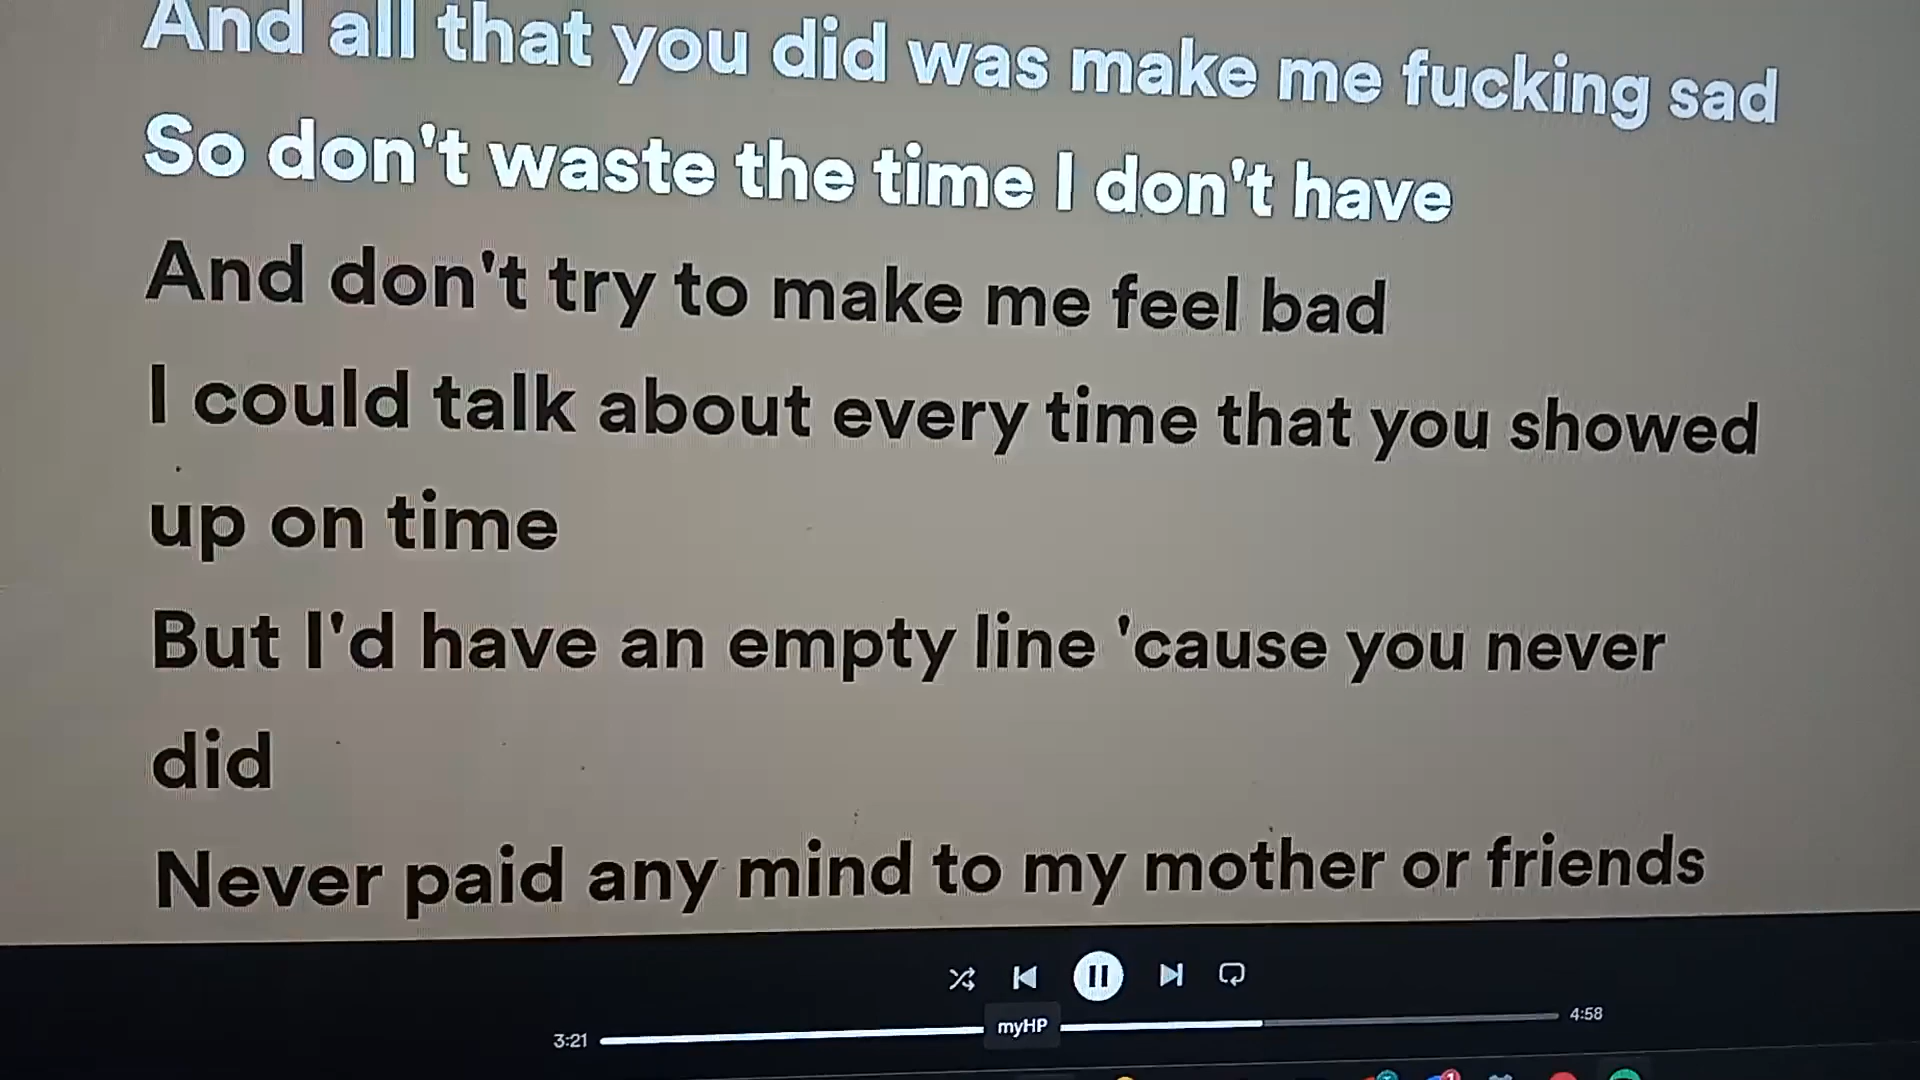 And all that you did was make me fucking sad
So don't waste the time I don't have
And don't try to make me feel bad
I could talk about every time that you showed
up on time
But I'd have an empty line 'cause you never
did
Never paid any mind to my mother or friends
myHP
3:21
4:58
1